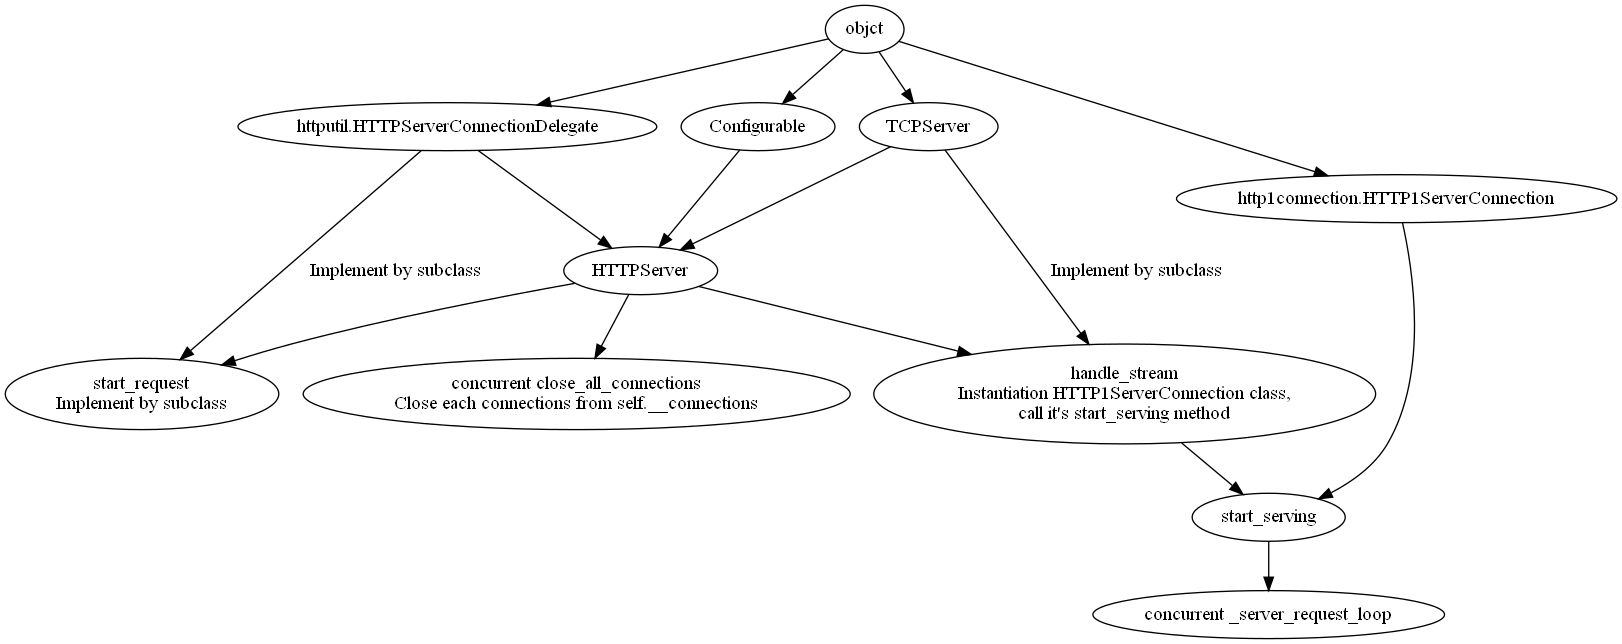 objct
httputil.HTTPServerConnectionDelegate
Configurable
TCPServer
http1connection.HTTP1ServerConnection
Implement by subclass
HTTPServer
Implement by subclass
start_request
Implement by subclass
concurrent close_all_connections
Close each connections from self.__connections
handle_stream
Instantiation HTTP1ServerConnection class,
call it's start_serving method
start_serving
concurrent _server_request_loop